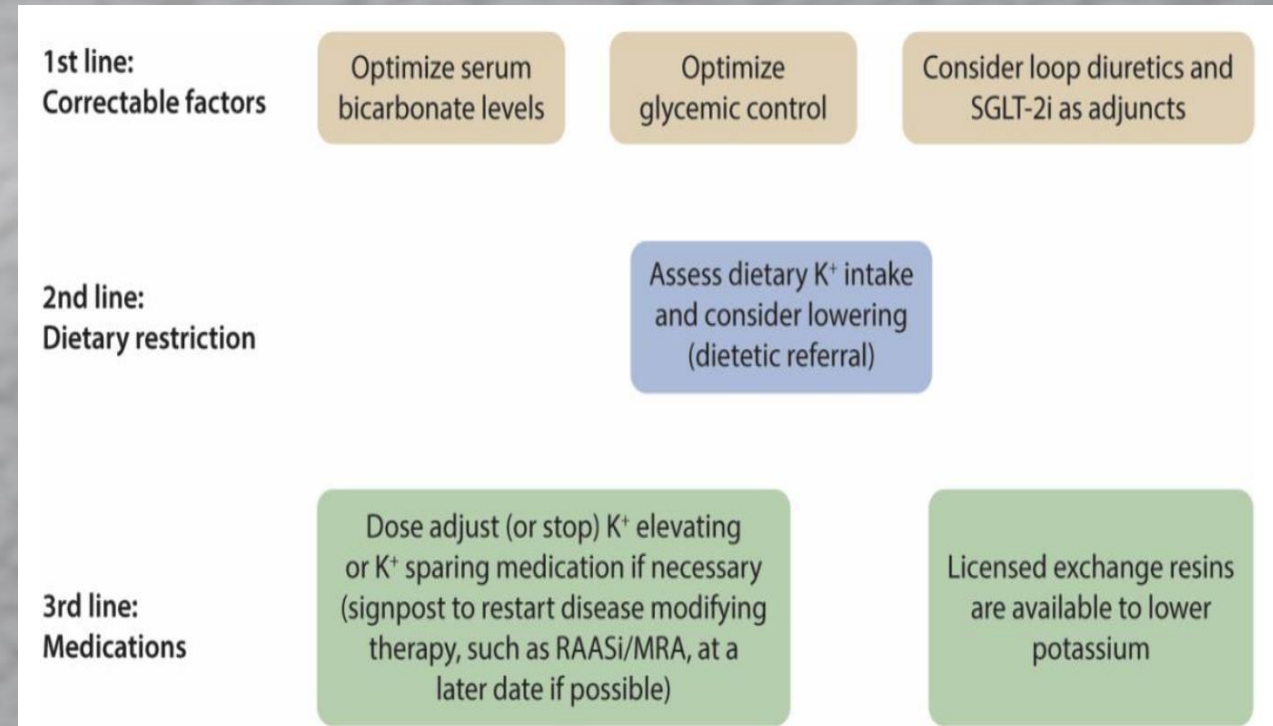 1st line:
Correctable factors
Optimize serum
bicarbonate levels
Optimize
glycemic control
Consider loop diuretics and
SGLT-2i as adjuncts
2nd line:
Dietary restriction
Assess dietary K⁺ intake
and consider lowering
(dietetic referral)
3rd line:
Medications
Dose adjust (or stop) K⁺ elevating
or K⁺ sparing medication if necessary
(signpost to restart disease modifying
therapy, such as RAASi/MRA, at a
later date if possible)
Licensed exchange resins
are available to lower
potassium